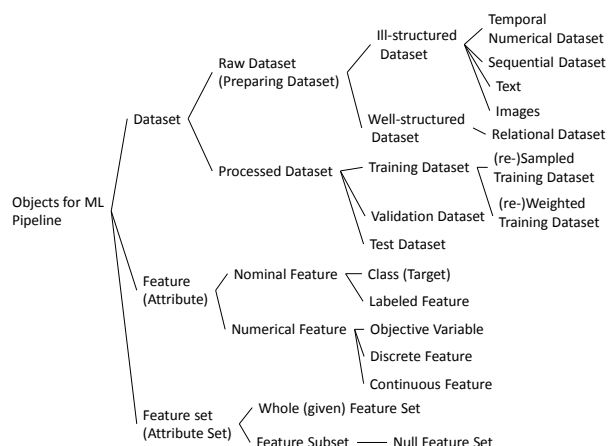 Objects for ML
Pipeline
Dataset
Raw Dataset
(Preparing Dataset)
Ill-structured
Dataset
Temporal
Numerical Dataset
Sequential Dataset
Text
Images
Well-structured
Dataset
Relational Dataset
Processed Dataset
Training Dataset
(re-)Sampled
Training Dataset
(re-)Weighted
Training Dataset
Validation Dataset
Test Dataset
Feature
(Attribute)
Nominal Feature
Class (Target)
Labeled Feature
Numerical Feature
Objective Variable
Discrete Feature
Continuous Feature
Feature set
(Attribute Set)
Whole (given) Feature Set
Feature Subset
Null Feature Set